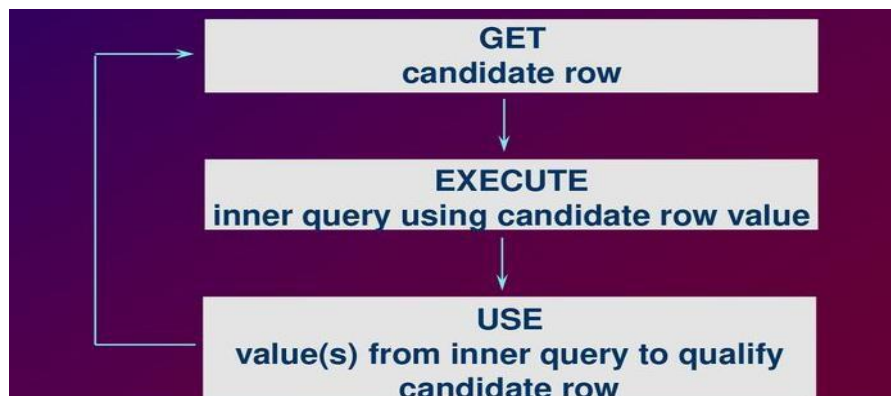 GET
candidate row
EXECUTE
inner query using candidate row value
USE
value(s) from inner query to qualify
candidate row